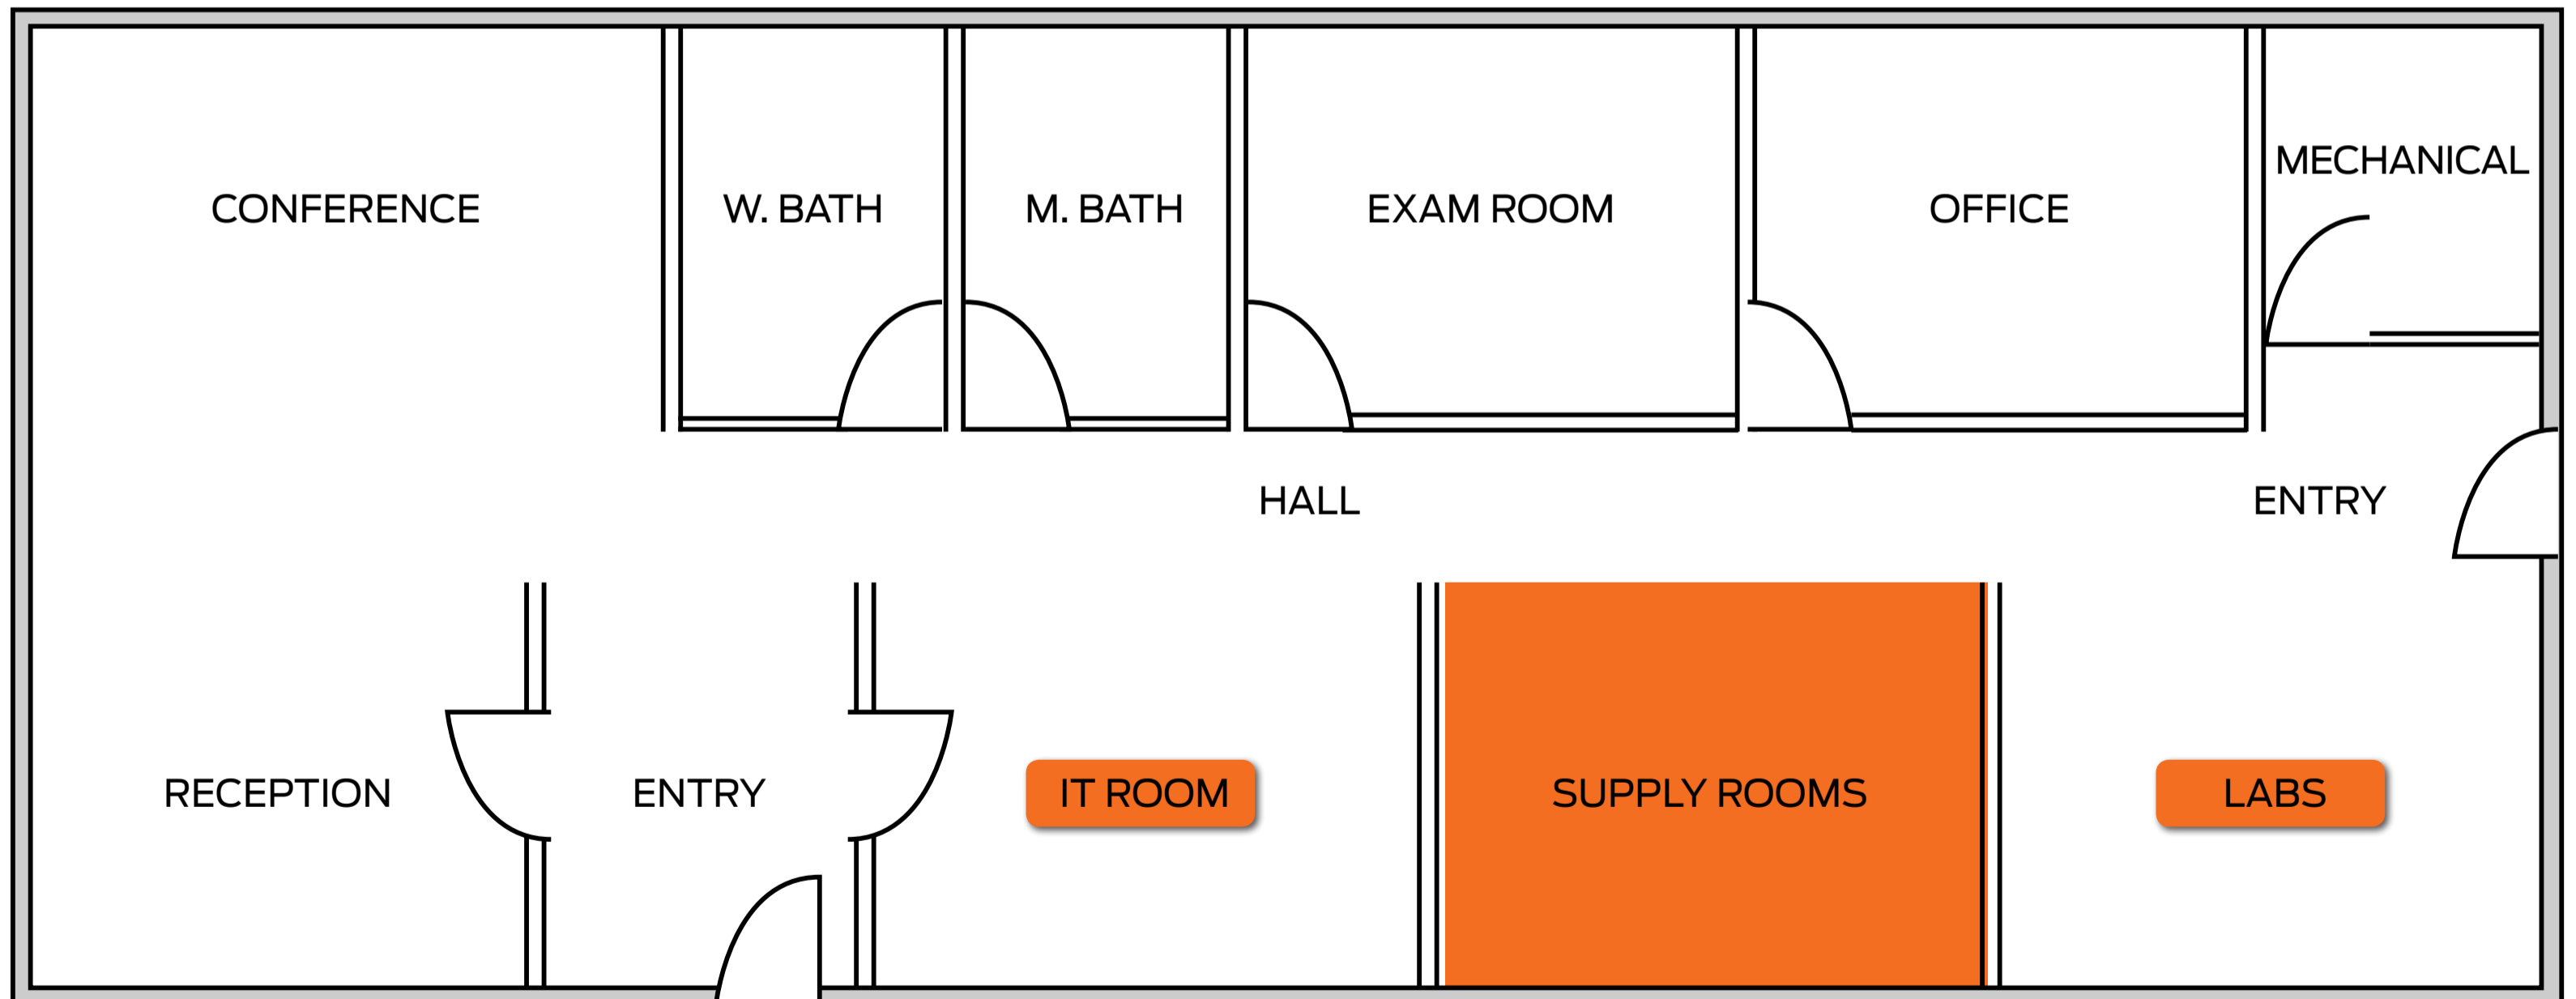 MECHANICAL
CONFERENCE
W. BATH
M. BATH
EXAM ROOM
OFFICE
HALL
ENTRY
RECEPTION
ENTRY
IT ROOM
SUPPLY ROOMS
LABS